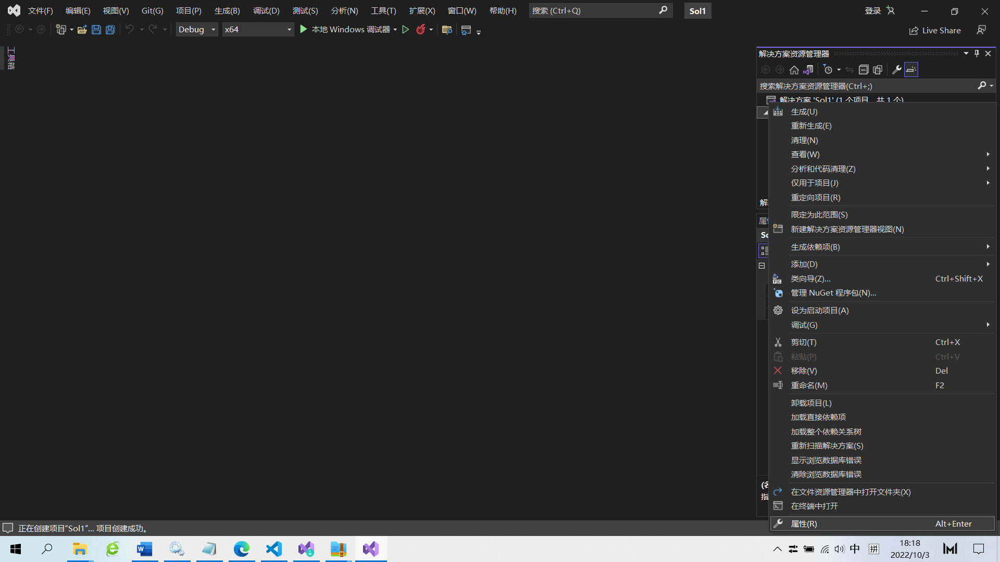 文件(F) 编辑(E) 视图(V) Git(G) 项目(P) 生成(B) 调试(D) 测试(S) 分析(N) 工具(T) 扩展(X) 窗口(W) 帮助(H) 搜索 (Ctrl+Q) Sol1 登录
Debug x64 本地 Windows 调试器 Live Share
工具箱
解决方案资源管理器
搜索解决方案资源管理器(Ctrl+;)
解决方案 'Sol1' (1 个项目，共 1 个)
生成(U)
重新生成(E)
清理(N)
查看(W)
分析和代码清理(Z)
仅用于项目(J)
重定向项目(R)
限定为此范围(S)
新建解决方案资源管理器视图(N)
生成依赖项(B)
添加(D)
类向导(Z)... Ctrl+Shift+X
管理 NuGet 程序包(N)...
设为启动项目(A)
调试(G)
剪切(T) Ctrl+X
粘贴(P) Ctrl+V
移除(V) Del
重命名(M) F2
卸载项目(L)
加载直接依赖项
加载整个依赖关系树
重新扫描解决方案(S)
显示浏览数据库错误
清除浏览数据库错误
在文件资源管理器中打开文件夹(X)
在终端中打开
属性(R) Alt+Enter
正在创建项目“Sol1”... 项目创建成功。
中 拼 18:18
2022/10/3